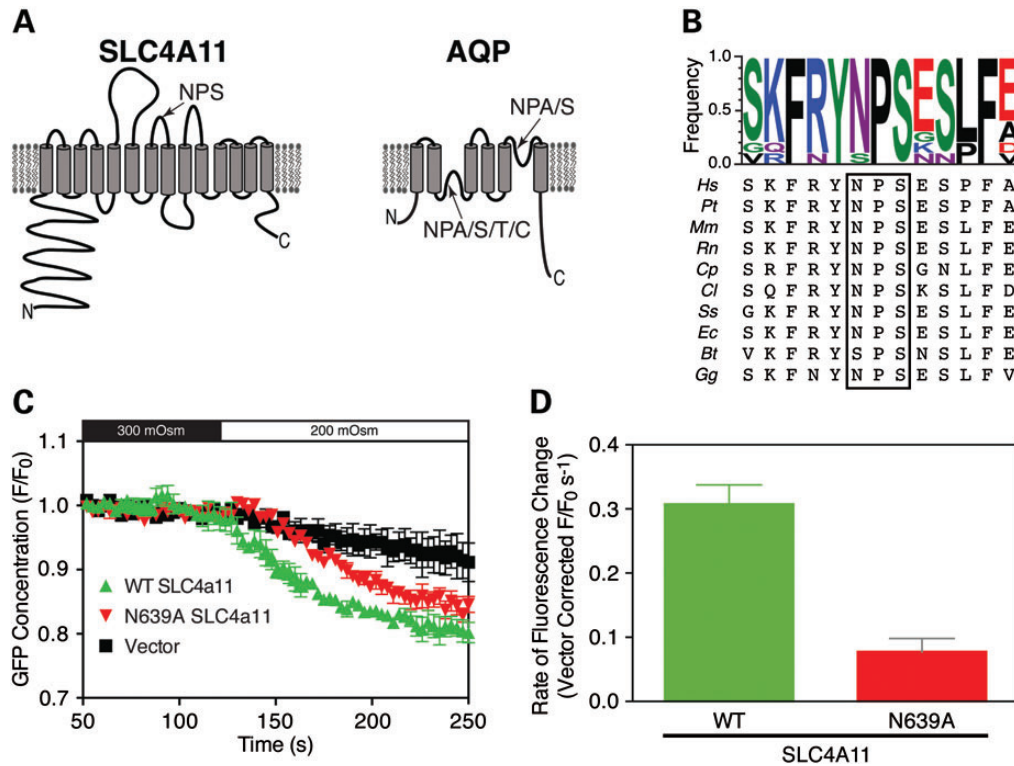 A
SLC4A11
NPS
N
C
AQP
NPA/S
N
NPA/S/T/C
C
B
Frequency
1.0
0.5
0.0
SKFRYNPSESLFE
Hs S K F R Y N P S E S P F A
Pt S K F R Y N P S E S P F A
Mm S K F R Y N P S E S L F E
Rn S K F R Y N P S E S L F E
Cp S R F R Y N P S G N L F E
Cl S Q F R Y N P S K S L F D
Ss G K F R Y N P S E S L F E
Ec S K F R Y N P S E S L F E
Bt V K F R Y S P S N S L F E
Gg S K F N Y N P S E S L F V
C
300 mOsm 200 mOsm
GFP Concentration (F/F0)
1.1
1.0
0.9
0.8
0.7
WT SLC4a11
N639A SLC4a11
Vector
50 100 150 200 250
Time (s)
D
Rate of Fluorescence Change
(Vector Corrected F/F0 s-1)
0.4
0.3
0.2
0.1
0.0
WT N639A
SLC4A11